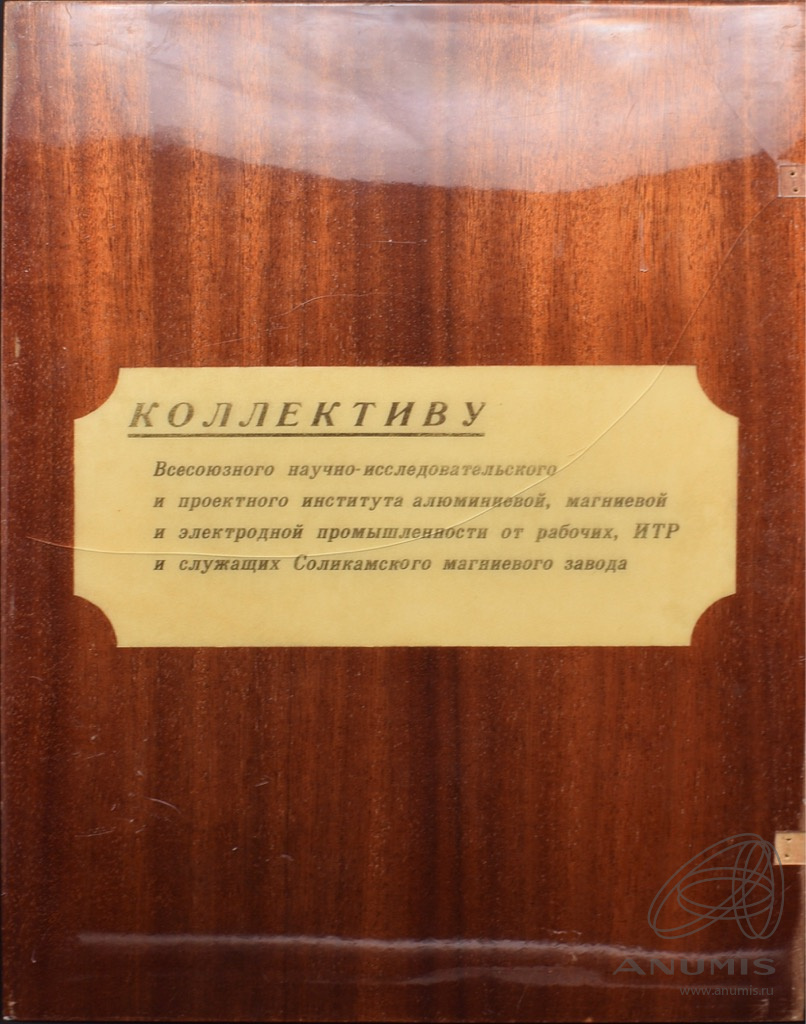 КОЛЛЕКТИВУ
Всесоюзного научно-исследовательского
и проектного института алюминиевой, магниевой
и электродной промышленности от рабочих, ИТР
и служащих Соликамского магниевого завода
ANUMIS
www.anumis.ru